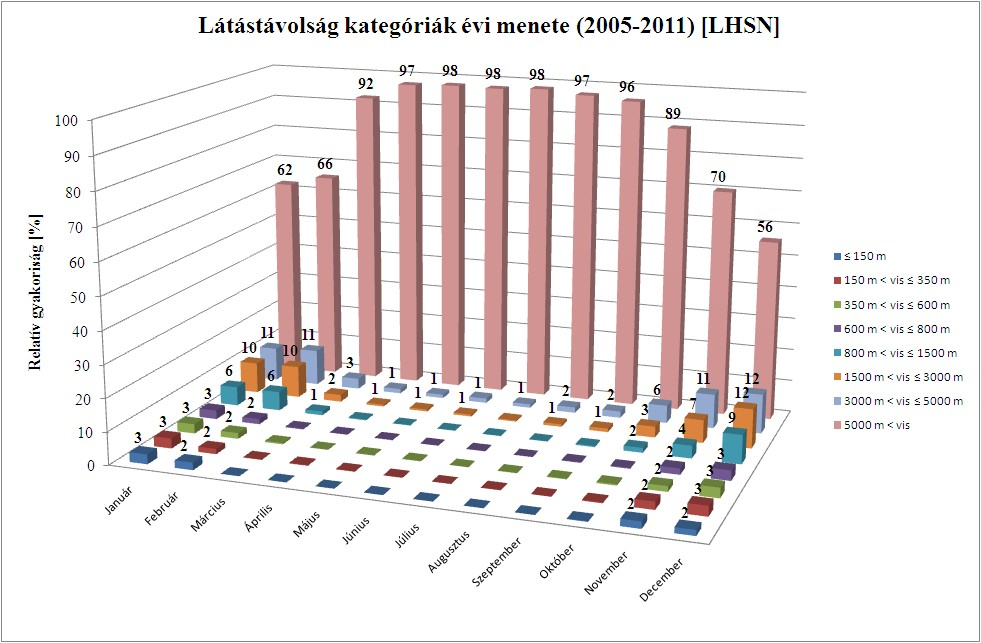 Látástávolság kategóriák évi menete (2005-2011) [LHSN]
Relatív gyakoriság [%]
100
90
80
70
60
50
40
30
20
10
0
62 66 92 97 98 98 98 97 96 89 70 56
11 11 3 1 1 1 1 2 2 6 11 12
10 10 2 1 1 1 1 1 3 7 12
6 6 1 2 4 9
3 2 2 3
3 2 2 3
3 2 2 3
3 2 2 2
Január
Február
Március
Április
Május
Június
Július
Augusztus
Szeptember
Október
November
December
≤ 150 m
150 m < vis ≤ 350 m
350 m < vis ≤ 600 m
600 m < vis ≤ 800 m
800 m < vis ≤ 1500 m
1500 m < vis ≤ 3000 m
3000 m < vis ≤ 5000 m
5000 m < vis